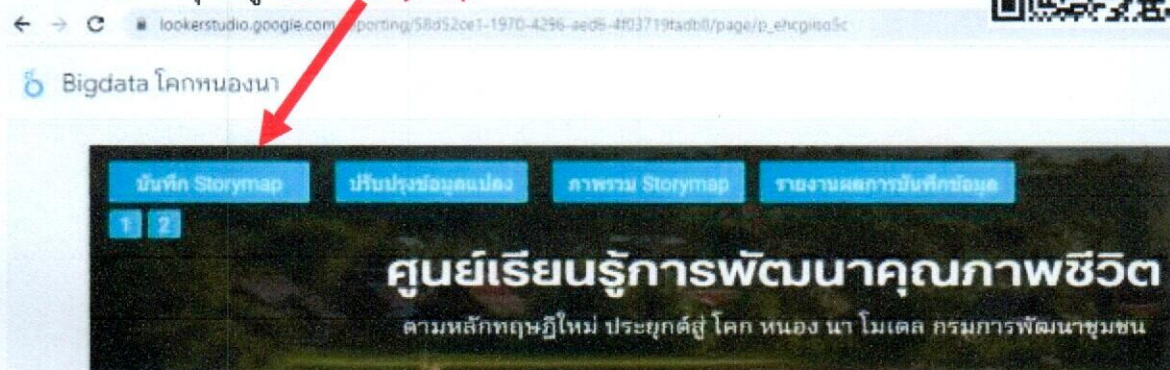 Bigdata โคกหนองนา
บันทึก Storymap
ปรับปรุงข้อมูลแปลง
ภาพรวม Storymap
รายงานผลการบันทึกข้อมูล
1 2
ศูนย์เรียนรู้การพัฒนาคุณภาพชีวิต
ตามหลักทฤษฎีใหม่ ประยุกต์สู่ โคก หนอง นา โมเดล กรมการพัฒนาชุมชน